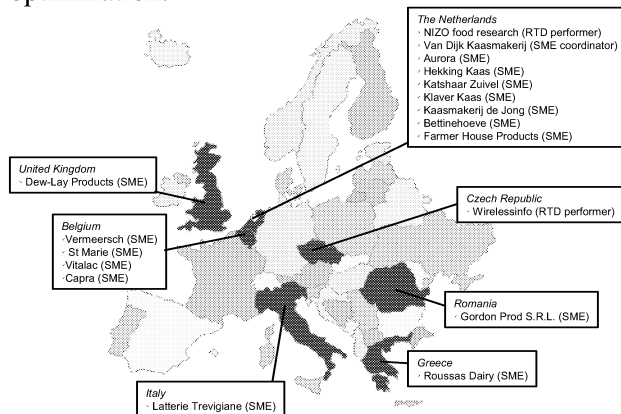 The Netherlands
NIZO food research (RTD performer)
Van Dijk Kaasmakerij (SME coordinator)
Aurora (SME)
Hekking Kaas (SME)
Katshaar Zuivel (SME)
Klaver Kaas (SME)
Kaasmakerij de Jong (SME)
Bettinehoeve (SME)
Farmer House Products (SME)
United Kingdom
Dew-Lay Products (SME)
Czech Republic
Wirelessinfo (RTD performer)
Belgium
Vermeersch (SME)
St Marie (SME)
Vitalac (SME)
Capra (SME)
Romania
Gordon Prod S.R.L. (SME)
Greece
Roussas Dairy (SME)
Italy
Latterie Trevigiane (SME)